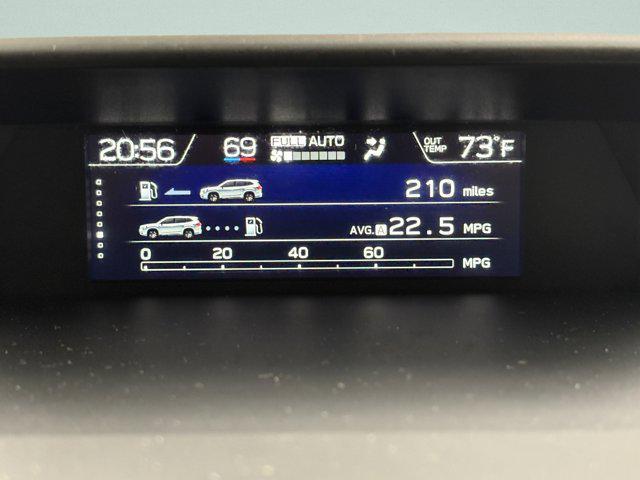 20:56 69 FULL AUTO OUT TEMP 73°F
210 miles
AVG. A 22.5 MPG
0 20 40 60
MPG